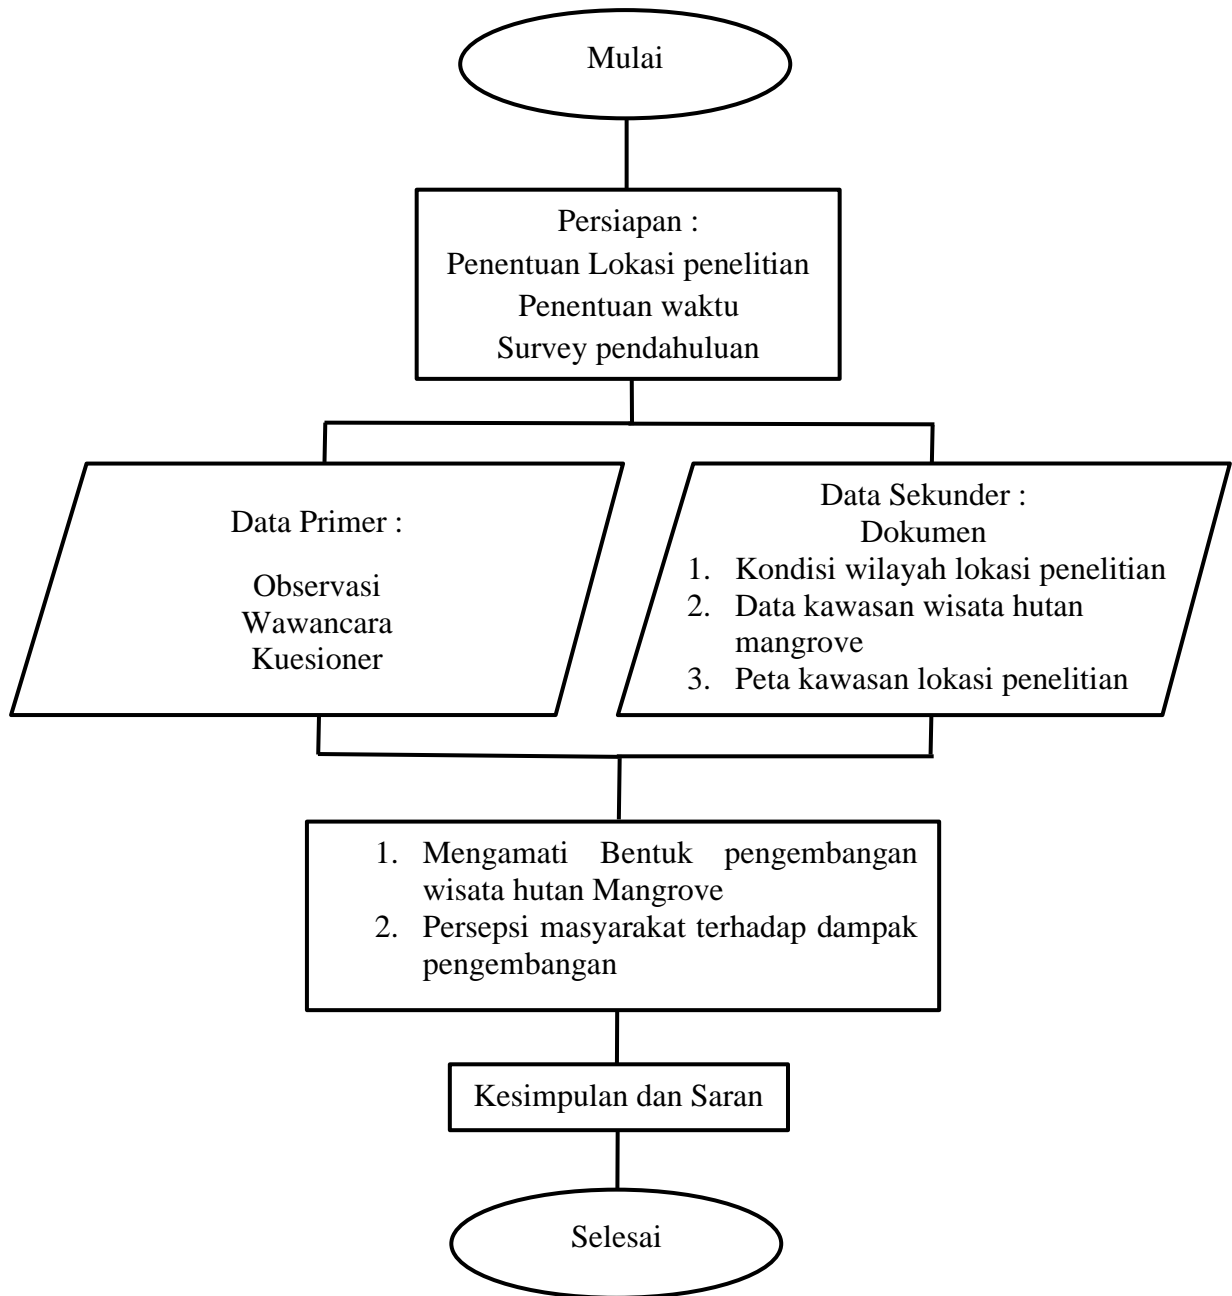 Mulai
Persiapan :
Penentuan Lokasi penelitian
Penentuan waktu
Survey pendahuluan
Data Primer :
Observasi
Wawancara
Kuesioner
Data Sekunder :
Dokumen
1. Kondisi wilayah lokasi penelitian
2. Data kawasan wisata hutan
mangrove
3. Peta kawasan lokasi penelitian
1. Mengamati Bentuk pengembangan
wisata hutan Mangrove
2. Persepsi masyarakat terhadap dampak
pengembangan
Kesimpulan dan Saran
Selesai